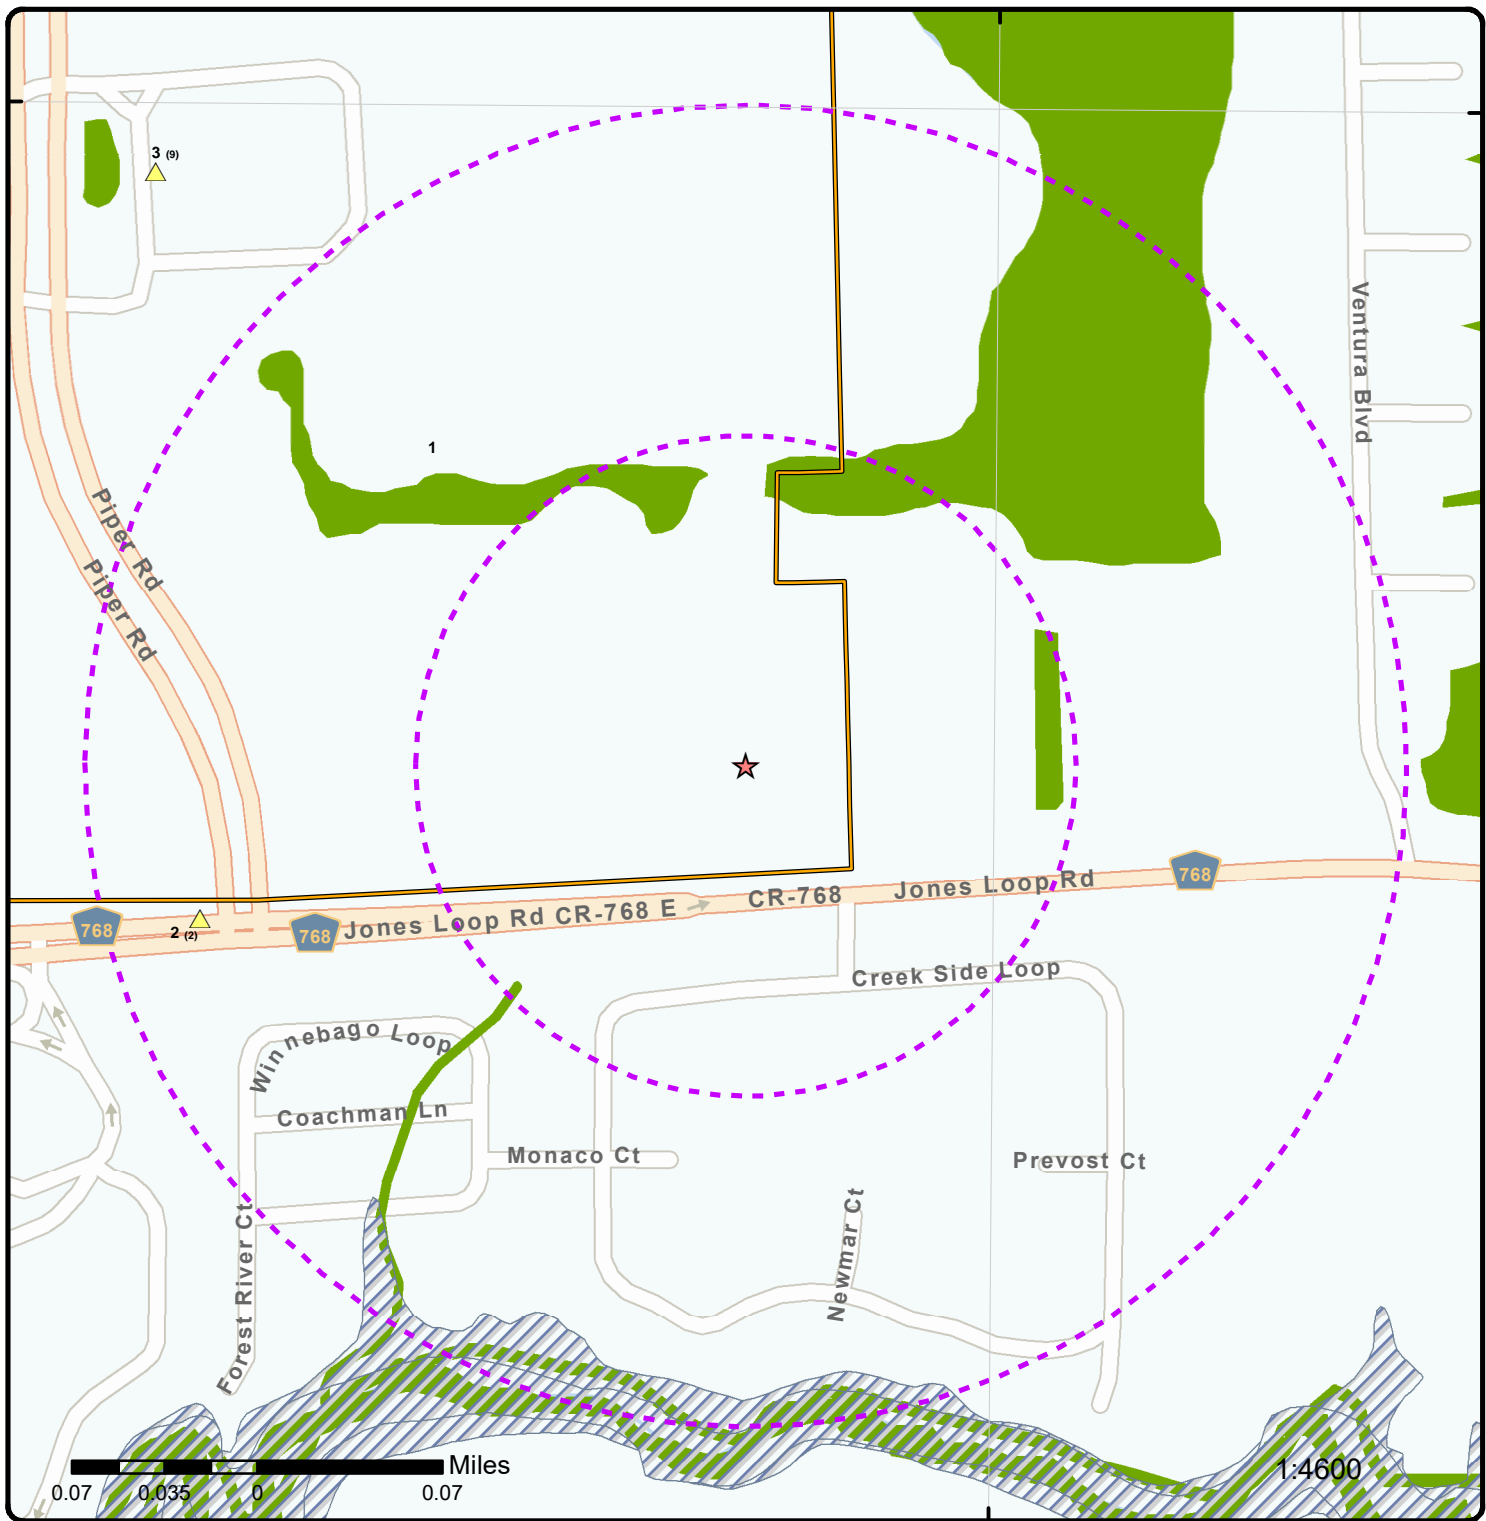 3 (9)
Ventura Blvd
1
Piper Rd
Piper Rd
768
Jones Loop Rd
CR-768
Jones Loop Rd CR-768 E
768
768
2 (2)
Creek Side Loop
Winnebago Loop
Coachman Ln
Monaco Ct
Prevost Ct
Newmar Ct
Forest River Ct
Miles
1:4600
0.07 0.035 0 0.07